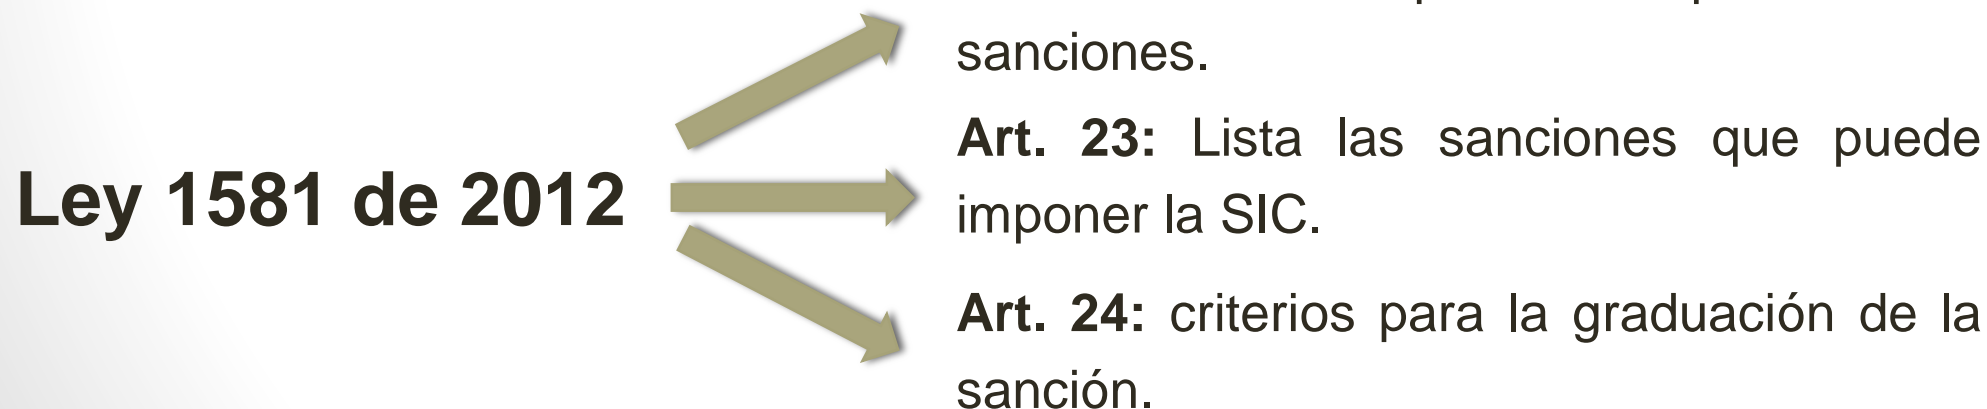 sanciones.
Art. 23: Lista las sanciones que puede
imponer la SIC.
Ley 1581 de 2012
Art. 24: criterios para la graduación de la
sanción.